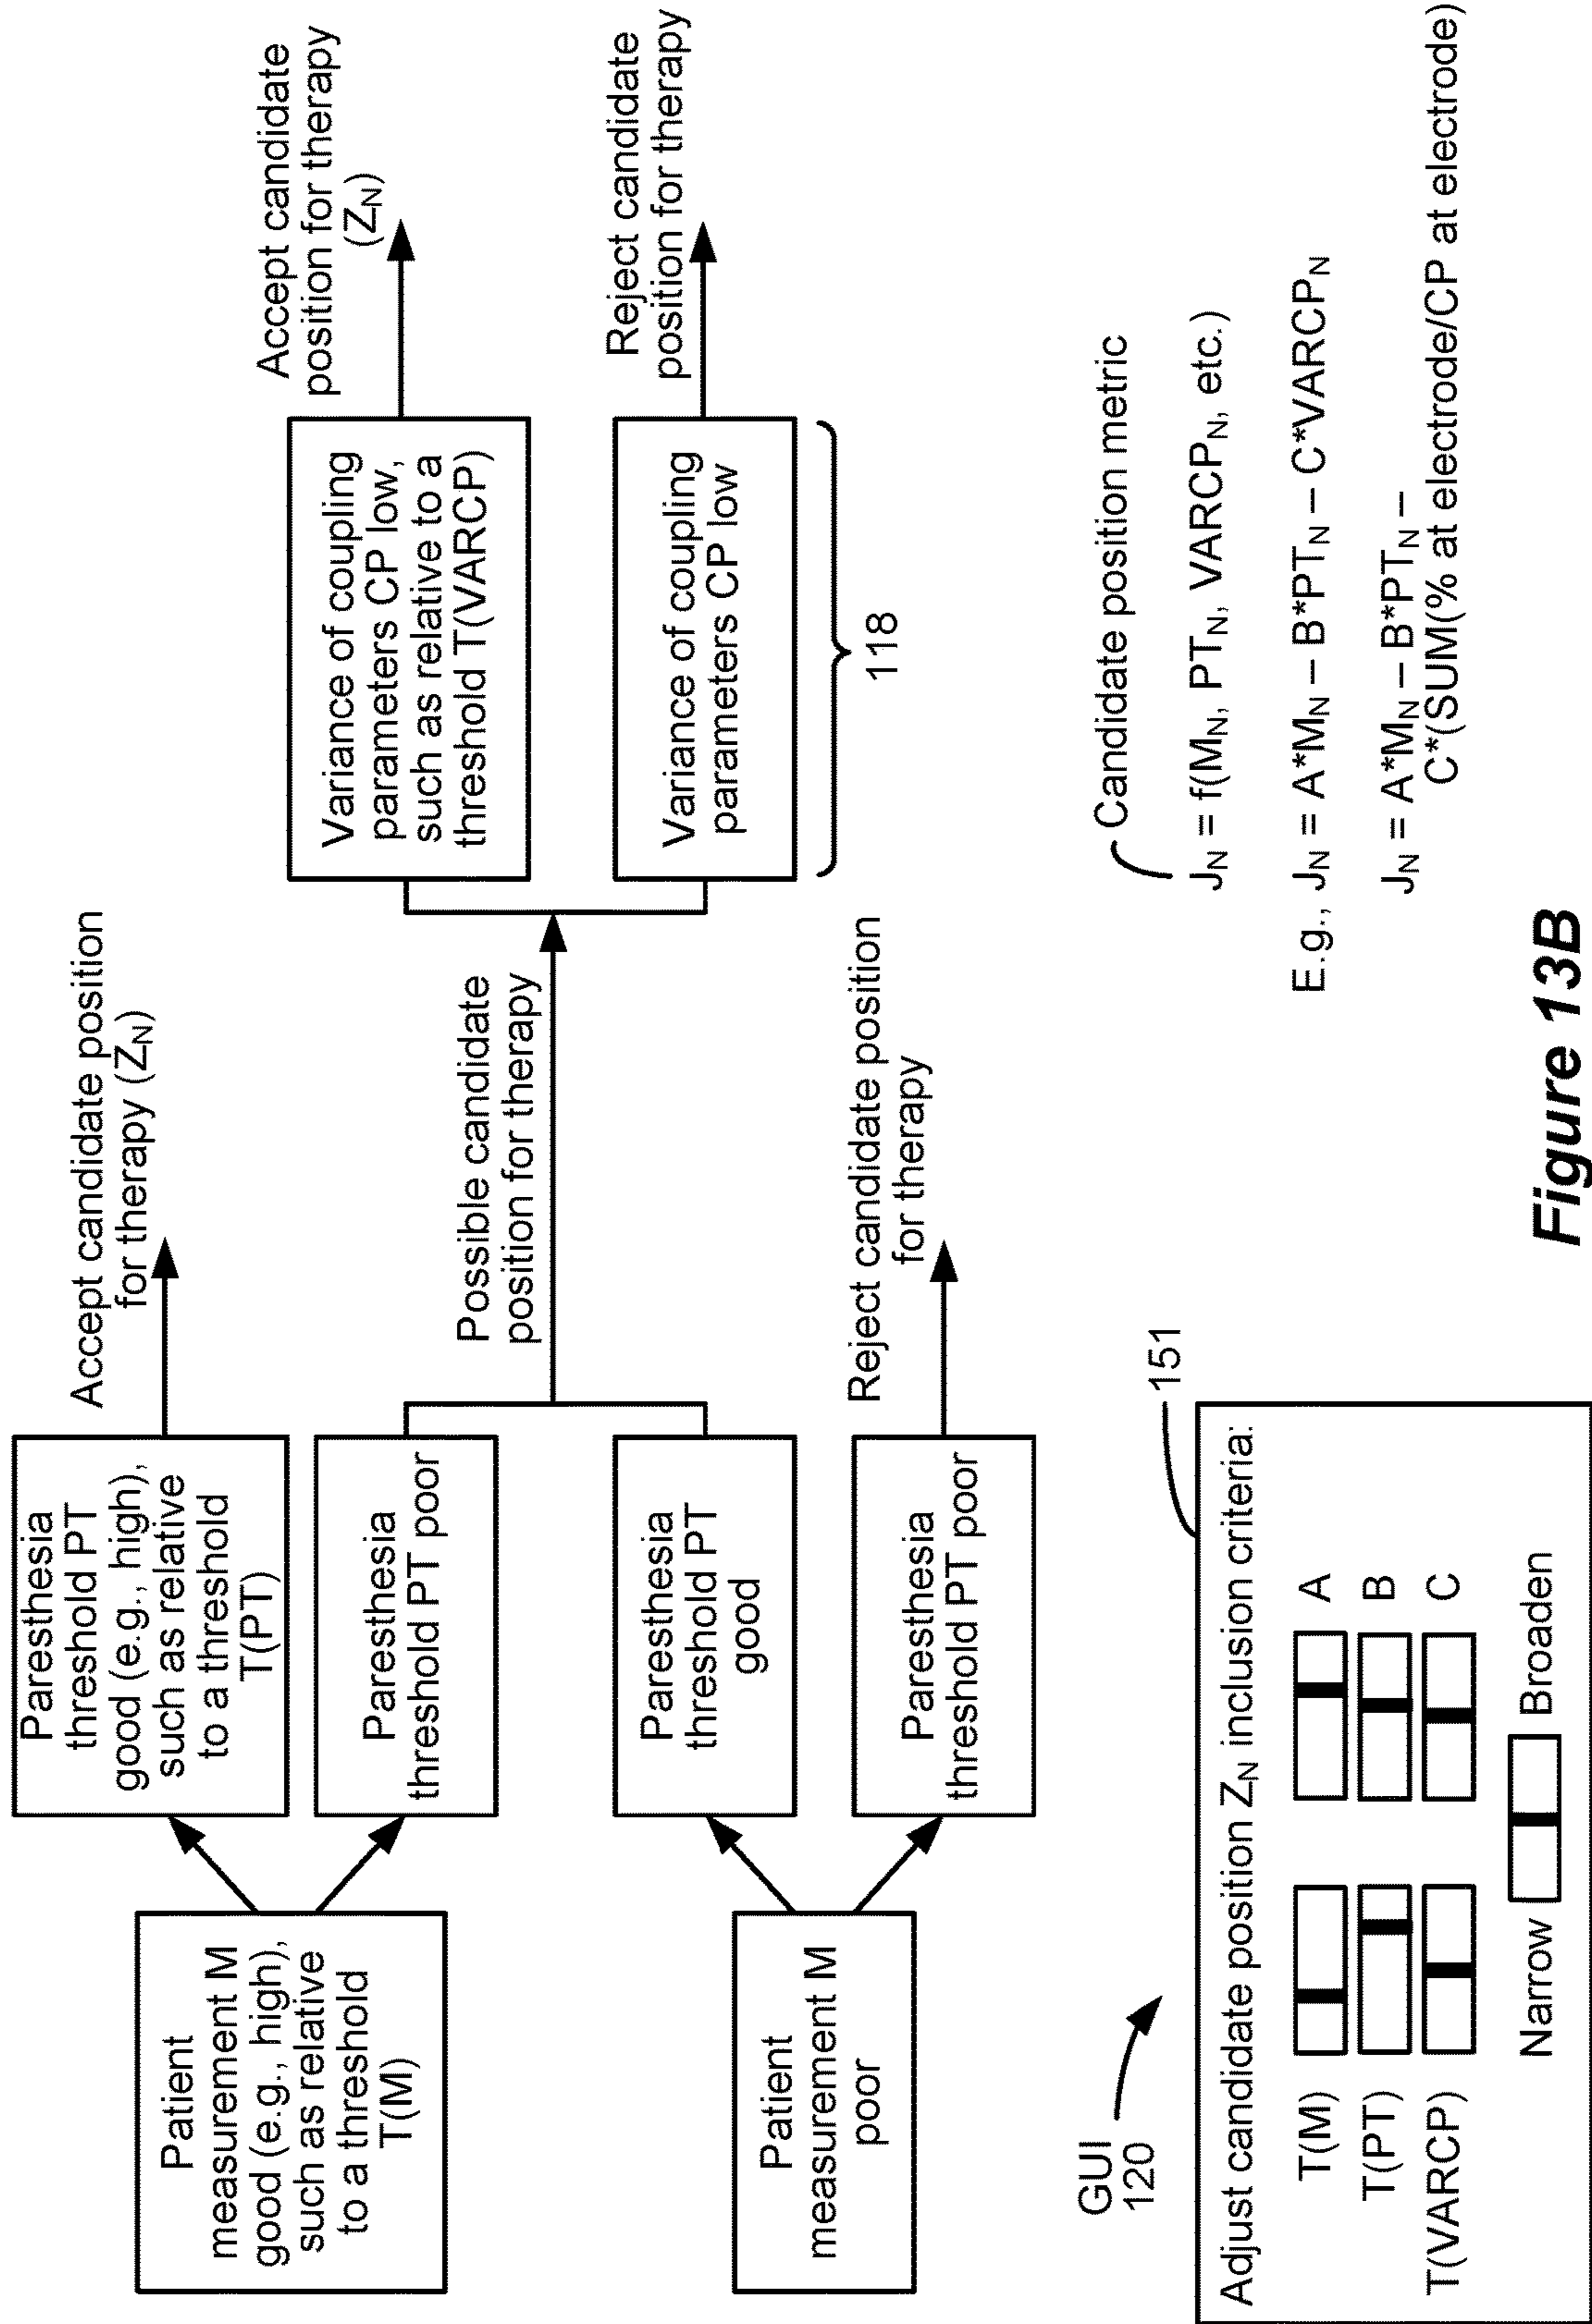 Patient
measurement M
good (e.g., high),
such as relative
to a threshold
T(M)
Patient
measurement M
poor
Paresthesia
threshold PT
good (e.g., high),
such as relative
to a threshold
T(PT)
Paresthesia
threshold PT poor
Paresthesia
threshold PT
good
Paresthesia
threshold PT poor
Accept candidate position
for therapy (Z_N)
Possible candidate
position for therapy
Reject candidate position
for therapy
Variance of coupling
parameters CP low,
such as relative to a
threshold T(VARCP)
Variance of coupling
parameters CP low
118
Accept candidate
position for therapy
(Z_N)
Reject candidate
position for therapy
GUI
120
151
Adjust candidate position Z_N inclusion criteria:
T(M) A
T(PT) B
T(VARCP) C
Narrow Broaden
Candidate position metric
J_N = f(M_N, PT_N, VARCP_N, etc.)
E.g., J_N = A*M_N – B*PT_N – C*VARCP_N
J_N = A*M_N – B*PT_N –
C*(SUM(% at electrode/CP at electrode)
Figure 13B